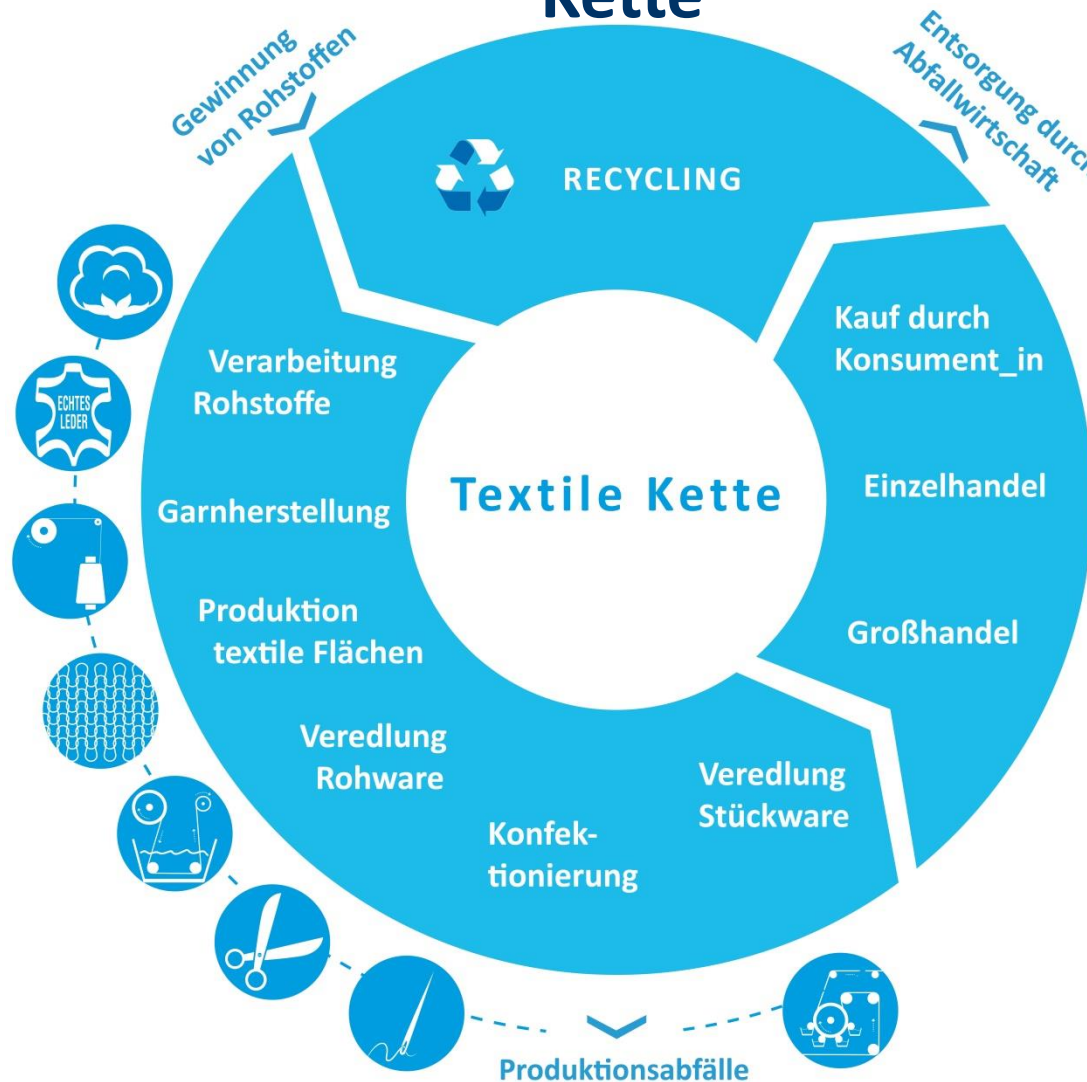 Kette
Gewinnung
von Rohstoffen
Entsorgung durch
Abfallwirtschaft
RECYCLING
Kauf durch
Konsument_in
Verarbeitung
Rohstoffe
ECHTES
LEDER
Textile Kette
Einzelhandel
Garnherstellung
Produktion
textile Flächen
Großhandel
Veredlung
Rohware
Veredlung
Stückware
Konfek-
tionierung
Produktionsabfälle